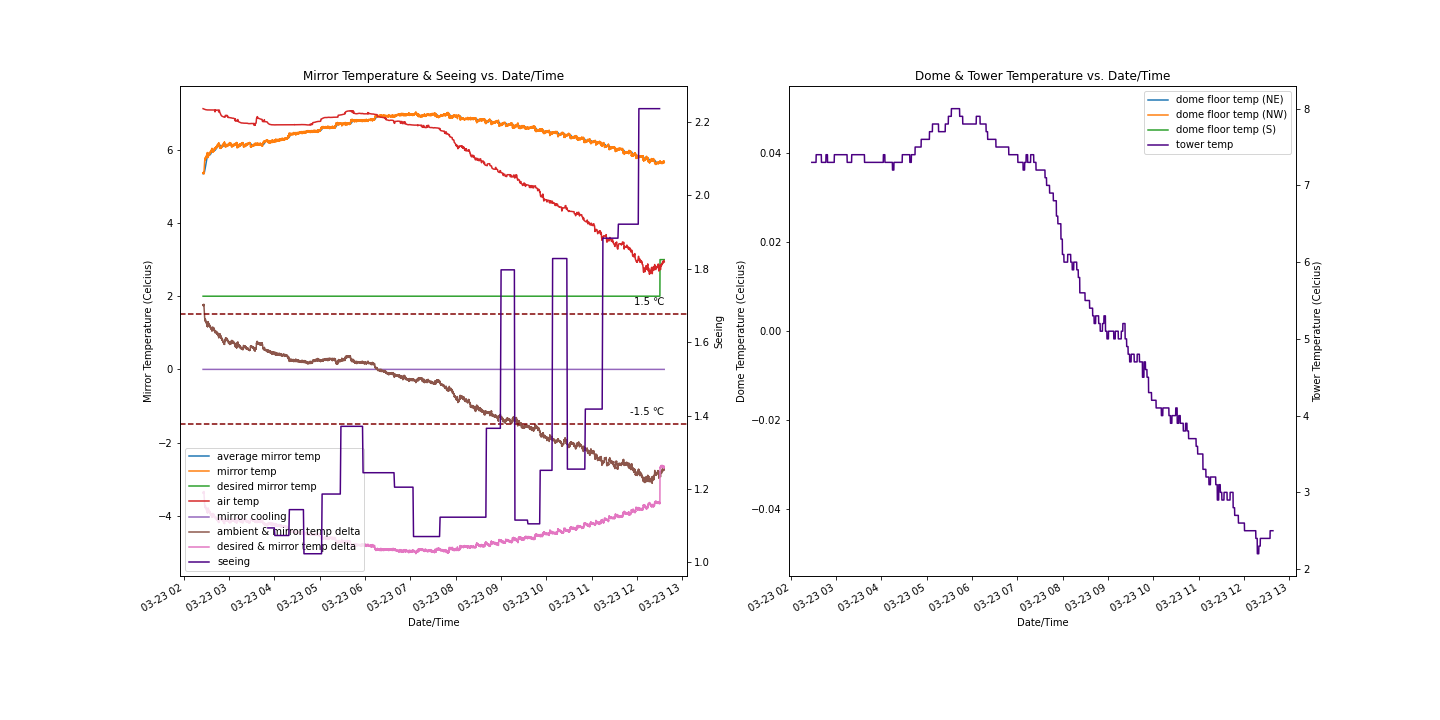 Mirror Temperature & Seeing vs. Date/Time
Mirror Temperature (Celcius)
6
4
2
0
−2
−4
2.2
2.0
1.8
1.6
1.4
1.2
1.0
Seeing
1.5 °C
-1.5 °C
average mirror temp
mirror temp
desired mirror temp
air temp
mirror cooling
ambient & mirror temp delta
desired & mirror temp delta
seeing
03-23 02
03-23 03
03-23 04
03-23 05
03-23 06
03-23 07
03-23 08
03-23 09
03-23 10
03-23 11
03-23 12
03-23 13
Date/Time
Dome & Tower Temperature vs. Date/Time
Dome Temperature (Celcius)
0.04
0.02
0.00
−0.02
−0.04
8
7
6
5
4
3
2
Tower Temperature (Celcius)
dome floor temp (NE)
dome floor temp (NW)
dome floor temp (S)
tower temp
03-23 02
03-23 03
03-23 04
03-23 05
03-23 06
03-23 07
03-23 08
03-23 09
03-23 10
03-23 11
03-23 12
03-23 13
Date/Time